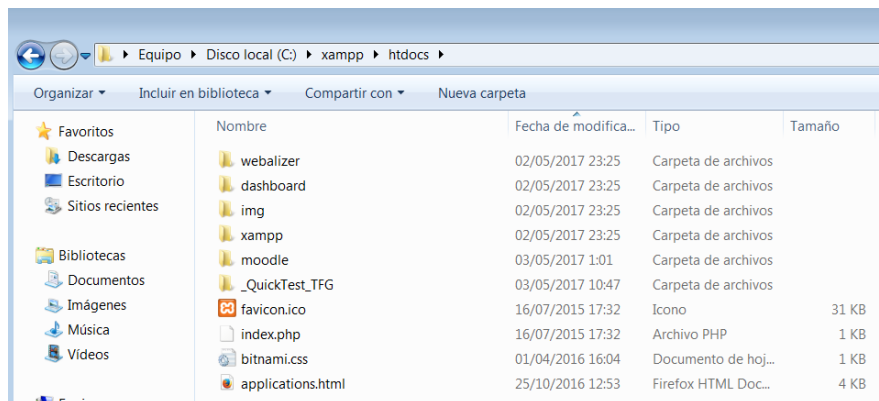 Equipo Disco local (C:) xampp htdocs
Organizar Incluir en biblioteca Compartir con Nueva carpeta
Favoritos
Descargas
Escritorio
Sitios recientes
Bibliotecas
Documentos
Imágenes
Música
Vídeos
Nombre Fecha de modifica... Tipo Tamaño
webalizer 02/05/2017 23:25 Carpeta de archivos
dashboard 02/05/2017 23:25 Carpeta de archivos
img 02/05/2017 23:25 Carpeta de archivos
xampp 02/05/2017 23:25 Carpeta de archivos
moodle 03/05/2017 1:01 Carpeta de archivos
_QuickTest_TFG 03/05/2017 10:47 Carpeta de archivos
favicon.ico 16/07/2015 17:32 Icono 31 KB
index.php 16/07/2015 17:32 Archivo PHP 1 KB
bitnami.css 01/04/2016 16:04 Documento de hoj... 1 KB
applications.html 25/10/2016 12:53 Firefox HTML Doc... 4 KB